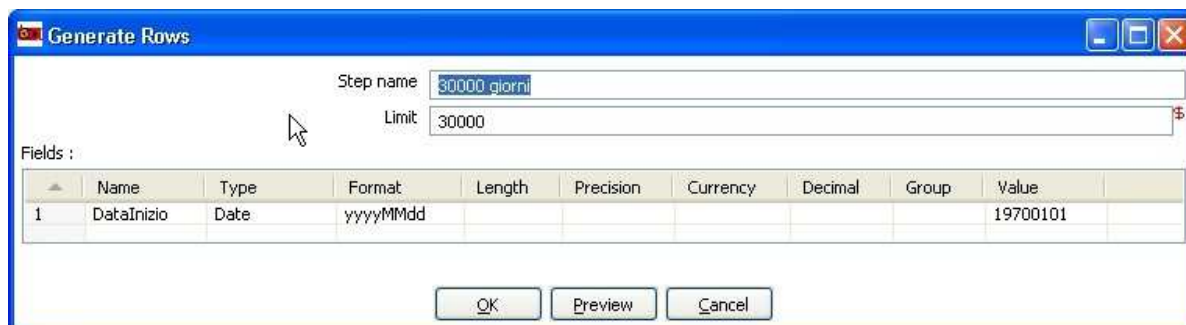 Generate Rows
Step name 30000 giorni
Limit 30000 $
Fields :
Name Type Format Length Precision Currency Decimal Group Value
1 DataInizio Date yyyyMMdd 19700101
OK Preview Cancel